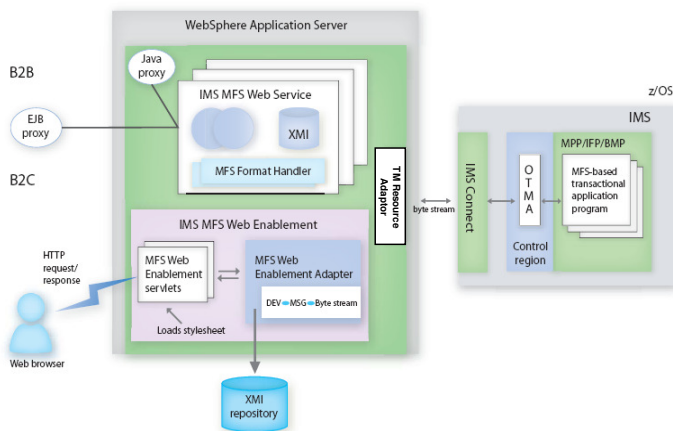 WebSphere Application Server
B2B
Java
proxy
IMS MFS Web Service
z/OS
EJB
proxy
XMI
IMS
MPP/IFP/BMP
MFS Format Handler
B2C
TM Resource
Adaptor
byte stream
IMS Connect
OTMA
MFS-based
transactional
application
program
Control
region
IMS MFS Web Enablement
HTTP
request/
response
MFS Web
Enablement
servlets
MFS Web
Enablement Adapter
DEV MSG Byte stream
Loads stylesheet
Web browser
XMI
repository